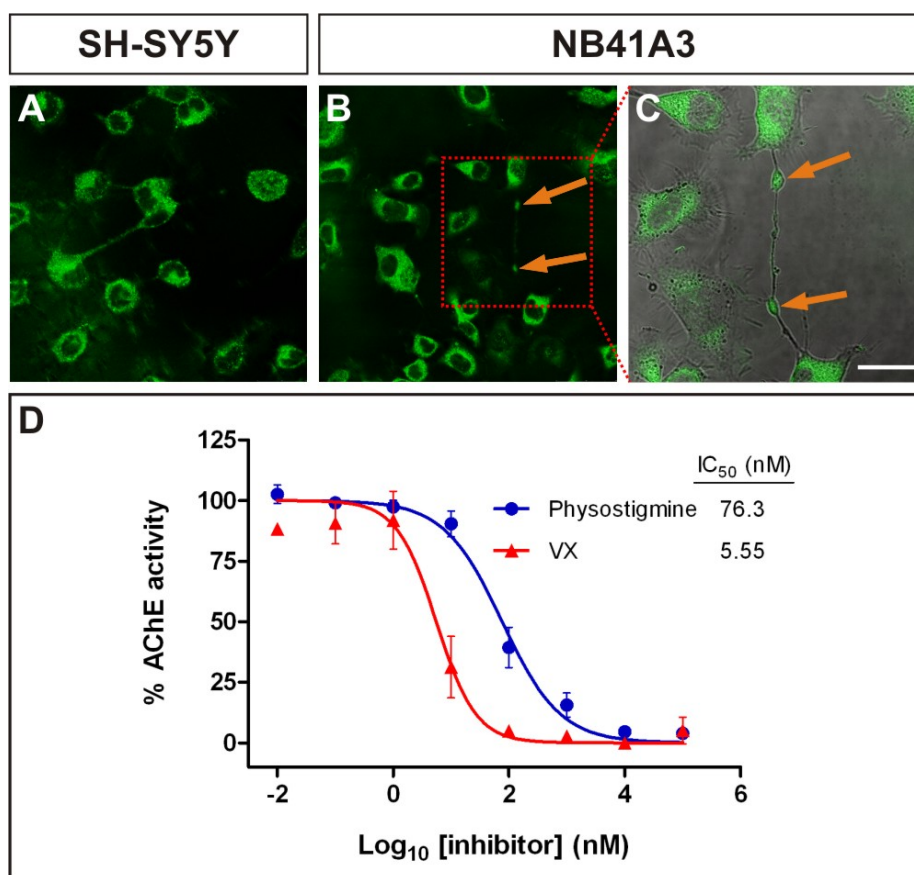 SH-SY5Y
NB41A3
A
B
C
D
% AChE activity
125
100
75
50
25
0
-2
0
2
4
6
Log₁₀ [inhibitor] (nM)
IC₅₀ (nM)
Physostigmine 76.3
VX 5.55